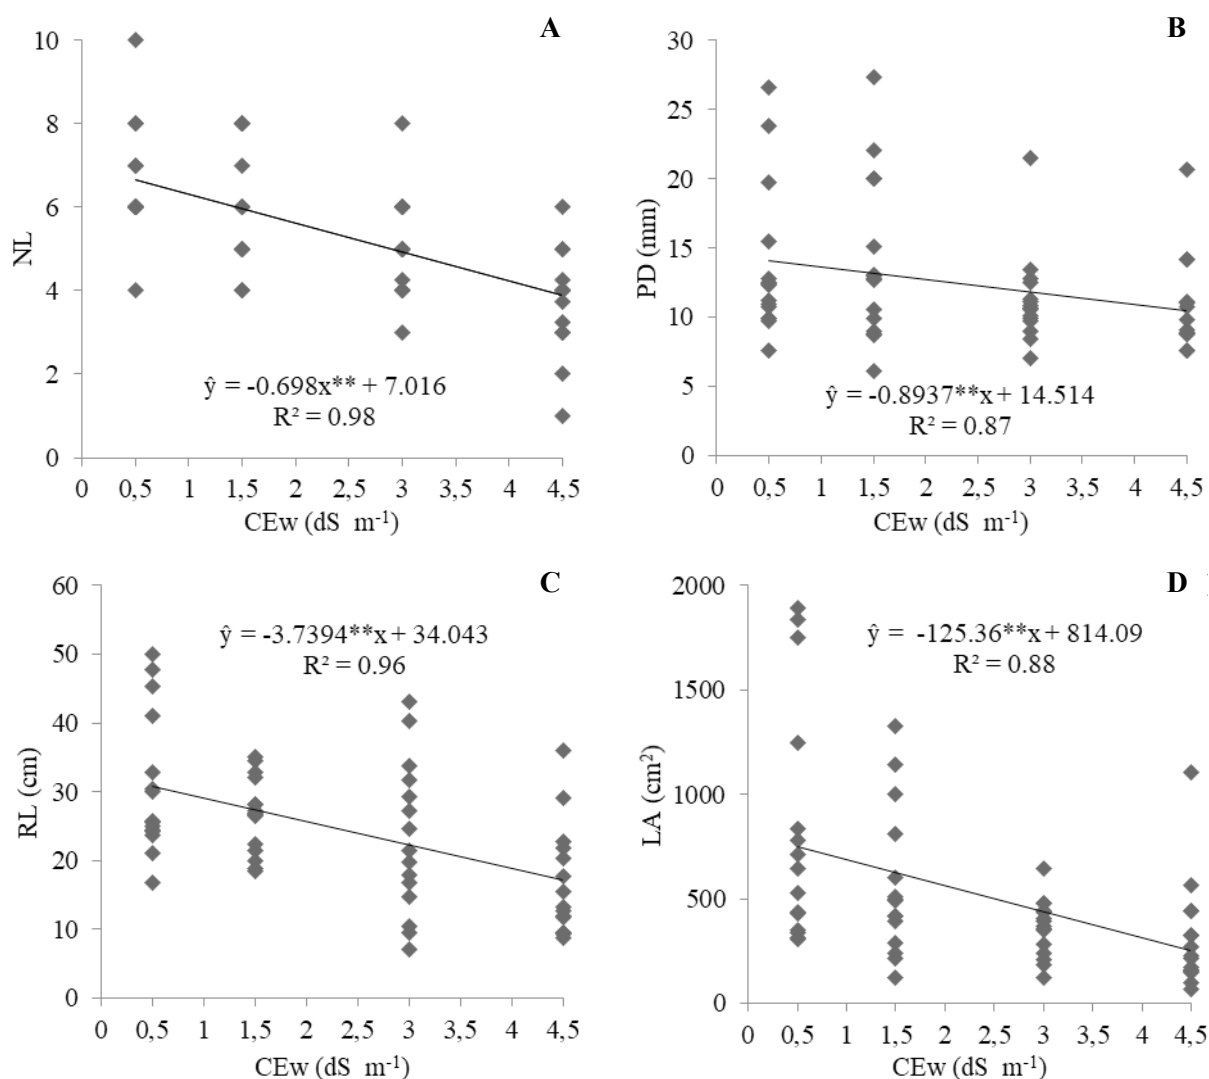 A
10
8
6
4
2
0
NL
ŷ = -0.698x** + 7.016
R² = 0.98
0 0,5 1 1,5 2 2,5 3 3,5 4 4,5
CEw (dS m⁻¹)
B
30
25
20
15
10
5
0
PD (mm)
ŷ = -0.8937**x + 14.514
R² = 0.87
0 0,5 1 1,5 2 2,5 3 3,5 4 4,5
CEw (dS m⁻¹)
C
60
50
40
30
20
10
0
RL (cm)
ŷ = -3.7394**x + 34.043
R² = 0.96
0 0,5 1 1,5 2 2,5 3 3,5 4 4,5
CEw (dS m⁻¹)
D
2000
1500
1000
500
0
LA (cm²)
ŷ = -125.36**x + 814.09
R² = 0.88
0 0,5 1 1,5 2 2,5 3 3,5 4 4,5
CEw (dS m⁻¹)